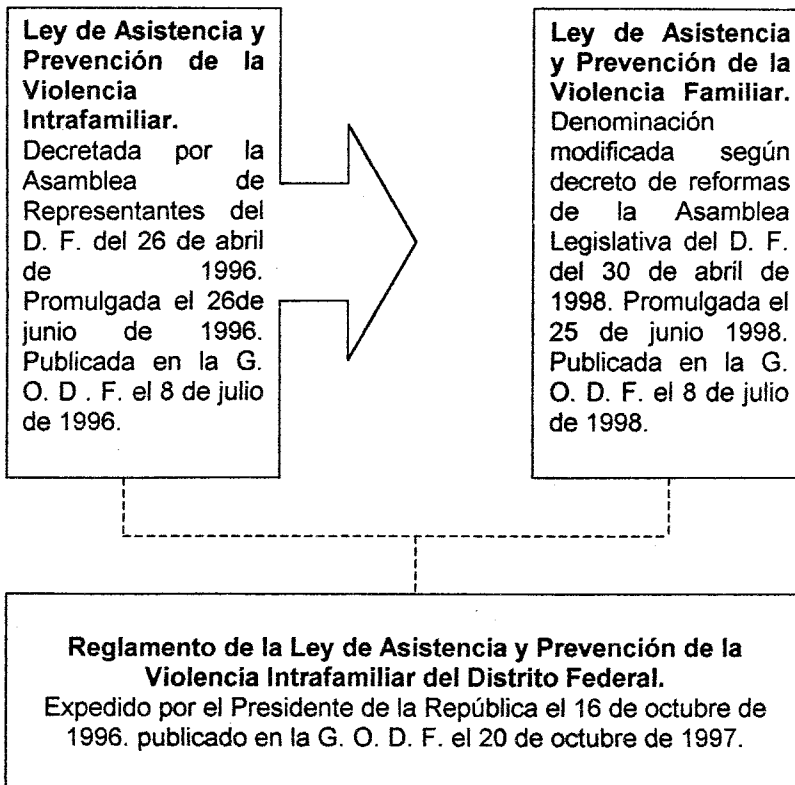 Ley de Asistencia y
Prevención de la
Violencia
Intrafamiliar.
Decretada por la
Asamblea de
Representantes del
D. F. del 26 de abril
de 1996.
Promulgada el 26de
junio de 1996.
Publicada en la G.
O. D . F. el 8 de julio
de 1996.
Ley de Asistencia
y Prevención de la
Violencia Familiar.
Denominación
modificada según
decreto de reformas
de la Asamblea
Legislativa del D. F.
del 30 de abril de
1998. Promulgada el
25 de junio 1998.
Publicada en la G.
O. D. F. el 8 de julio
de 1998.
Reglamento de la Ley de Asistencia y Prevención de la
Violencia Intrafamiliar del Distrito Federal.
Expedido por el Presidente de la República el 16 de octubre de
1996. publicado en la G. O. D. F. el 20 de octubre de 1997.